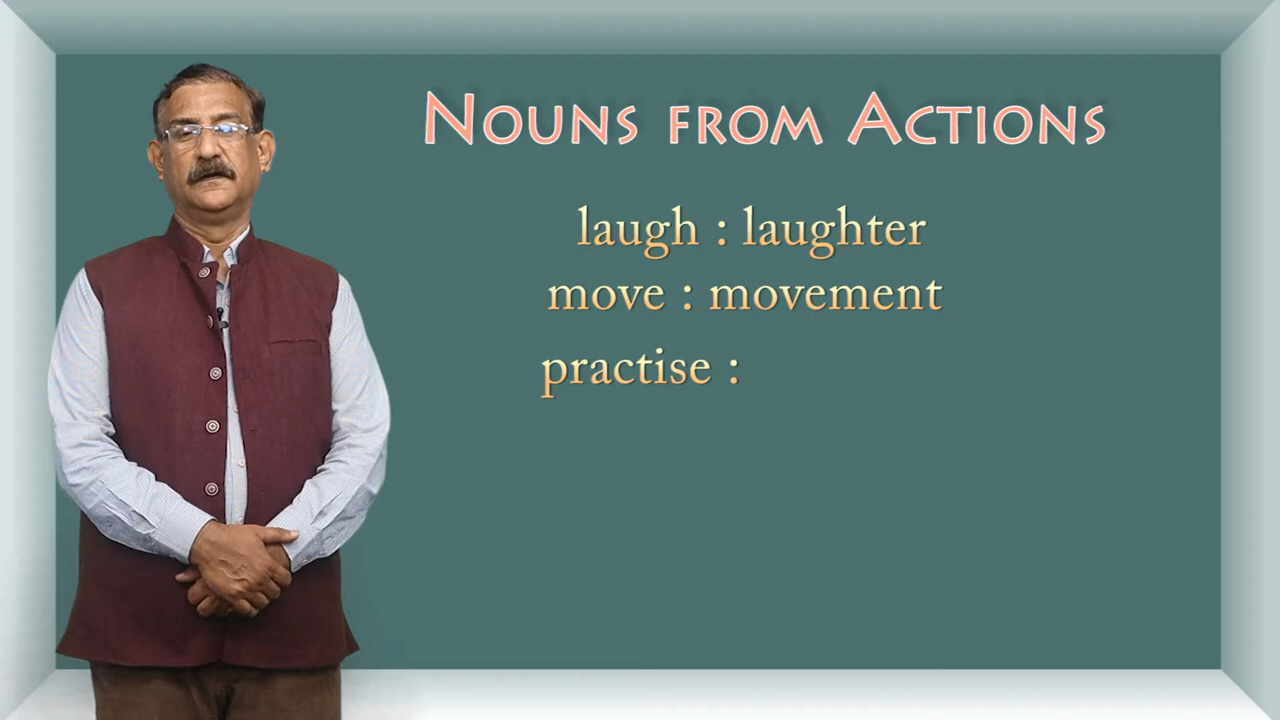 Nouns from Actions
laugh : laughter
move : movement
practise :